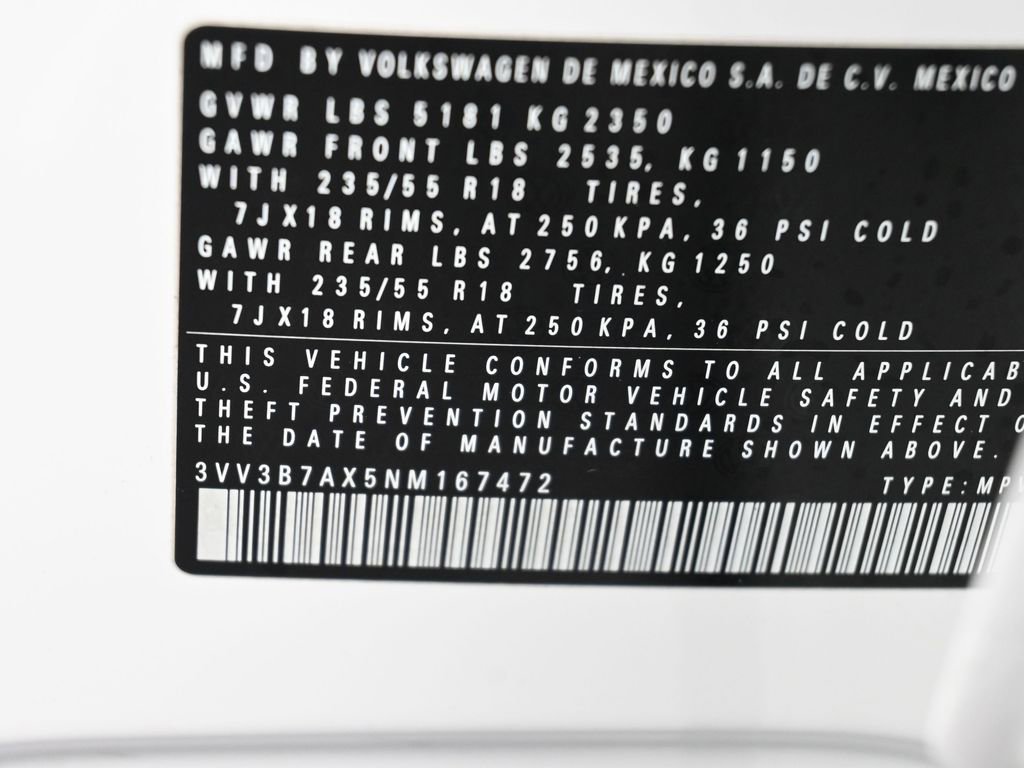 MFD BY VOLKSWAGEN DE MEXICO S.A. DE C.V. MEXICO
GVWR LBS 5181 KG 2350
GAWR FRONT LBS 2535, KG 1150
WITH 235/55 R18 TIRES,
7JX18 RIMS, AT 250 KPA, 36 PSI COLD
GAWR REAR LBS 2756, KG 1250
WITH 235/55 R18 TIRES,
7JX18 RIMS, AT 250 KPA, 36 PSI COLD
THIS VEHICLE CONFORMS TO ALL APPLICAB
U.S. FEDERAL MOTOR VEHICLE SAFETY AND
THEFT PREVENTION STANDARDS IN EFFECT O
THE DATE OF MANUFACTURE SHOWN ABOVE.
3VV3B7AX5NM167472 TYPE: MPV